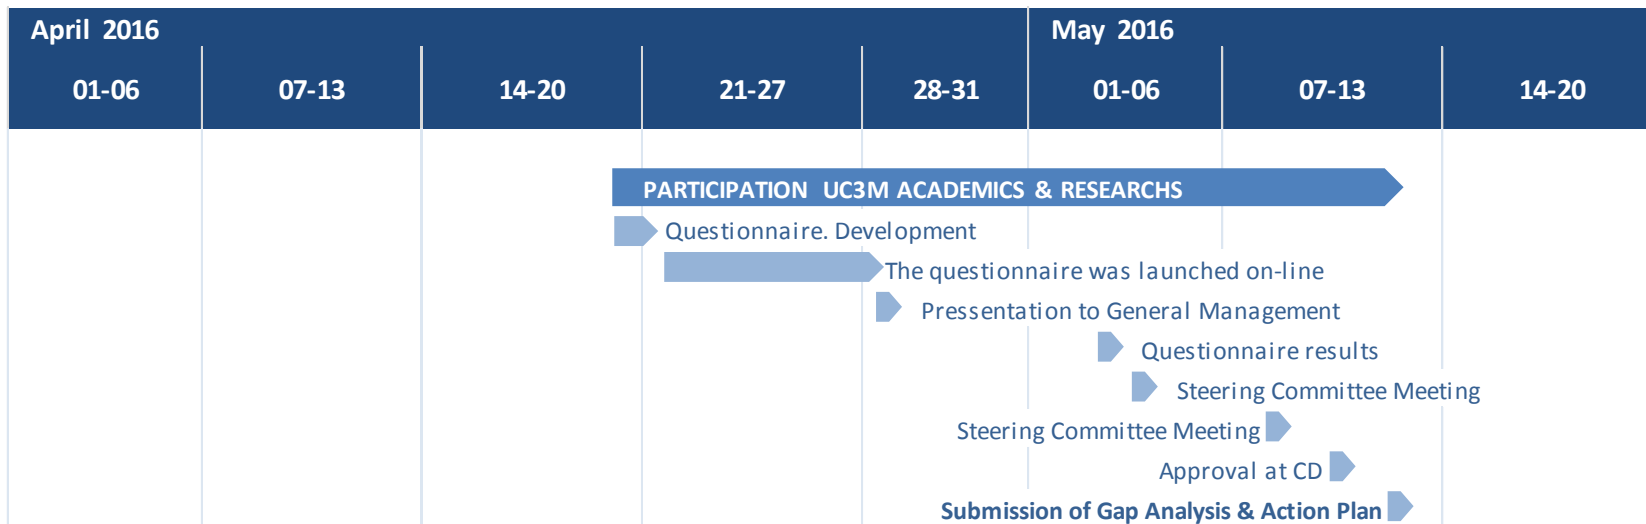 April 2016
May 2016
01-06
07-13
14-20
21-27
28-31
01-06
07-13
14-20
PARTICIPATION UC3M ACADEMICS & RESEARCHS
Questionnaire. Development
The questionnaire was launched on-line
Pressentation to General Management
Questionnaire results
Steering Committee Meeting
Steering Committee Meeting
Approval at CD
Submission of Gap Analysis & Action Plan